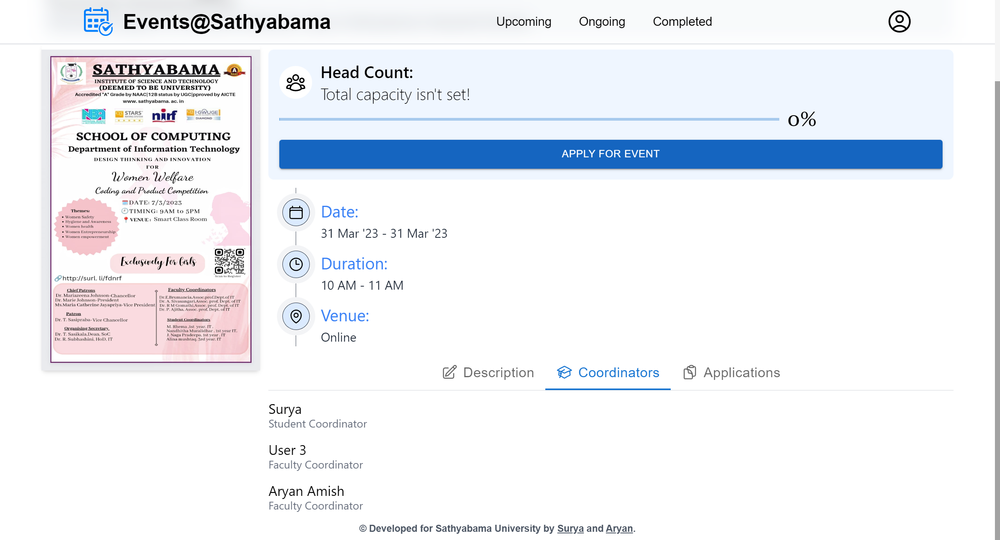 Events@Sathyabama
Upcoming
Ongoing
Completed
SATHYABAMA
INSTITUTE OF SCIENCE AND TECHNOLOGY
(DEEMED TO BE UNIVERSITY)
Accredited "A" Grade by NAAC|12B status by UGC|pproved by AICTE
www. sathyabama. ac. in
A
NAAC
NBA
NATIONAL BOARD
of ACCREDITATION
QS STARS
RATING SYSTEM
nirf
QS I·GAUGE
DIAMOND
SCHOOL OF COMPUTING
Department of Information Technology
DESIGN THINKING AND INNOVATION
FOR
Women Welfare
Coding and Product Competition
DATE: 7/3/2023
TIMING: 9AM to 5PM
VENUE : Smart Class Room
Themes:
• Women Safety
• Hygiene and Awareness
• Women health
• Women Entrepreneurship
• Women empowerment
Exclusively For Girls
Scan to Register
http://surl. li/fdnrf
Chief Patrons
Dr. Mariazeena Johnson-Chancellor
Dr. Marie Johnson-President
Ms.Maria Catherine Jayapriya-Vice President
Patron
Dr. T. Sasipraba-Vice Chancellor
Organising Secretary
Dr. T. Sasikala,Dean, SoC
Dr. R. Subhashini, HoD, IT
Faculty Coordinators
Dr.E.Brumancia,Assoc.prof,Dept.of IT
Dr. A. Sivasangari,Assoc. prof, Dept. of IT
Dr. R M Gomathi,Assoc. prof, Dept. of IT
Dr. P. Ajitha, Assoc. prof, Dept. of IT
Student Coordinators
M. Rhema ,1st year, IT .
Nandhitha Muralidhar , 1st year IT,
J. Naga Pradeepa, 1st year , IT
Alina mushtaq, 3rd year, IT
Head Count:
Total capacity isn't set!
0%
APPLY FOR EVENT
Date:
31 Mar '23 - 31 Mar '23
Duration:
10 AM - 11 AM
Venue:
Online
Description
Coordinators
Applications
Surya
Student Coordinator
User 3
Faculty Coordinator
Aryan Amish
Faculty Coordinator
© Developed for Sathyabama University by Surya and Aryan.